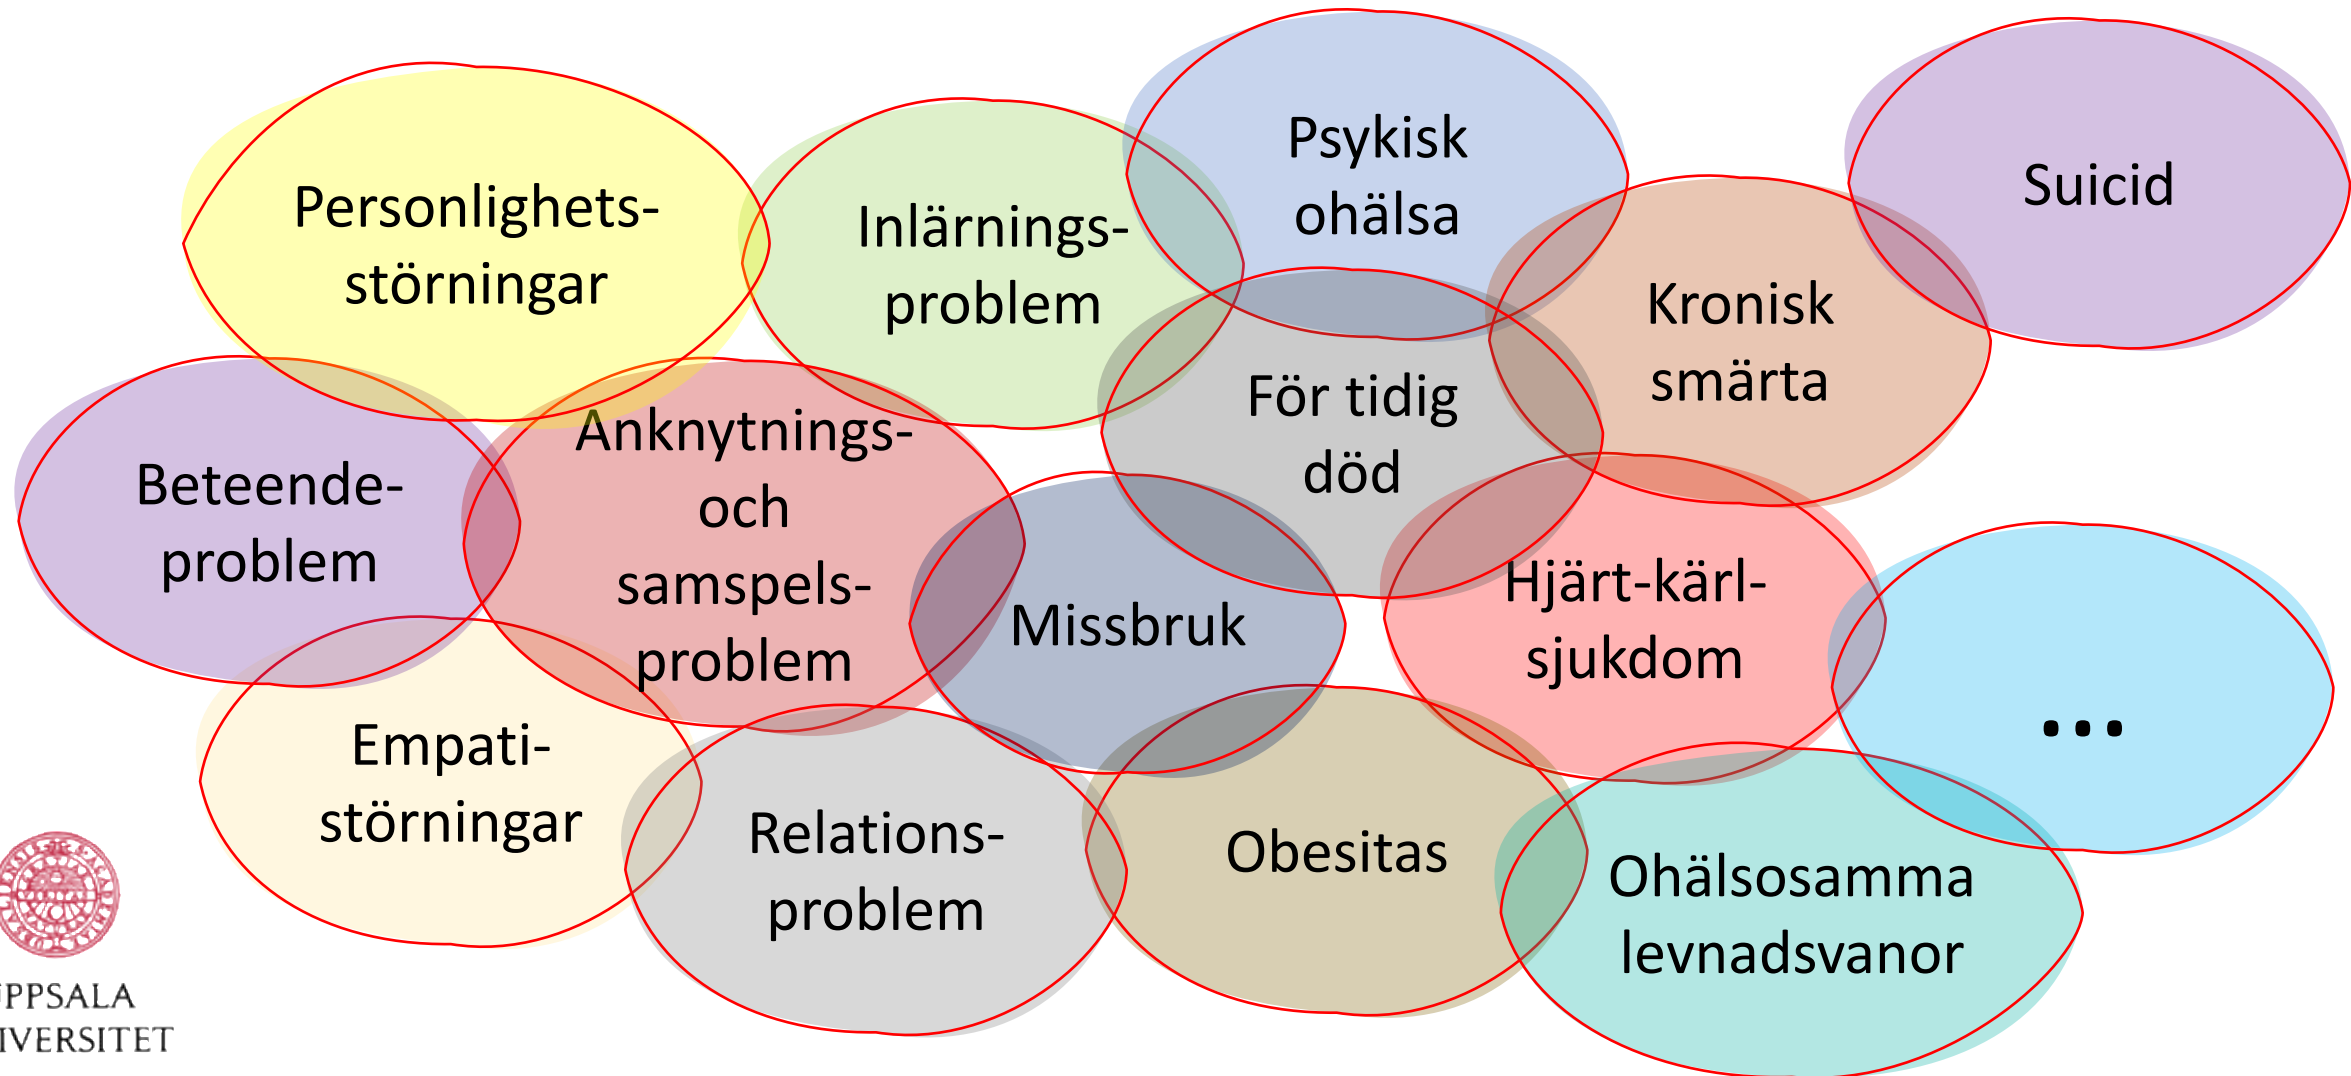 Personlighets-
störningar
Inlärnings-
problem
Psykisk
ohälsa
Suicid
Kronisk
smärta
För tidig
död
Beteende-
problem
Anknytnings-
och
samspels-
problem
Missbruk
Hjärt-kärl-
sjukdom
...
Empati-
störningar
Relations-
problem
Obesitas
Ohälsosamma
levnadsvanor
UPPSALA
IVERSITET